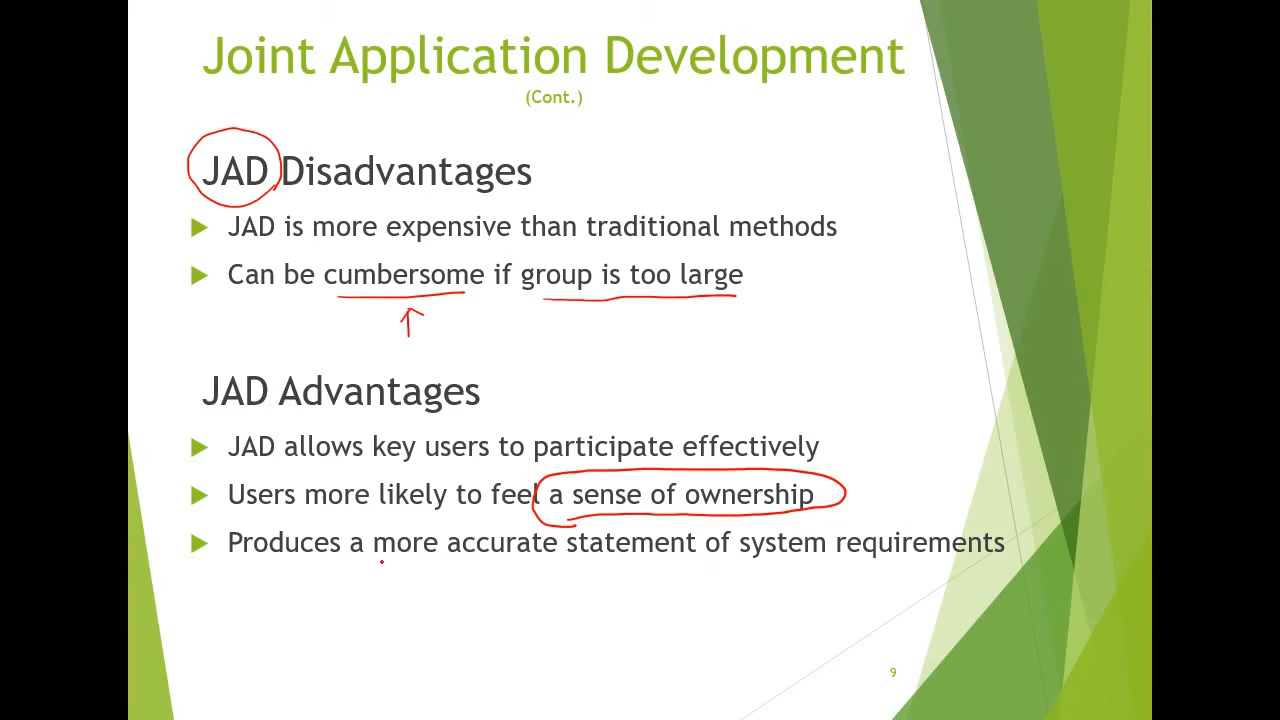 Joint Application Development
(Cont.)
JAD Disadvantages
JAD is more expensive than traditional methods
Can be cumbersome if group is too large
JAD Advantages
JAD allows key users to participate effectively
Users more likely to feel a sense of ownership
Produces a more accurate statement of system requirements
9